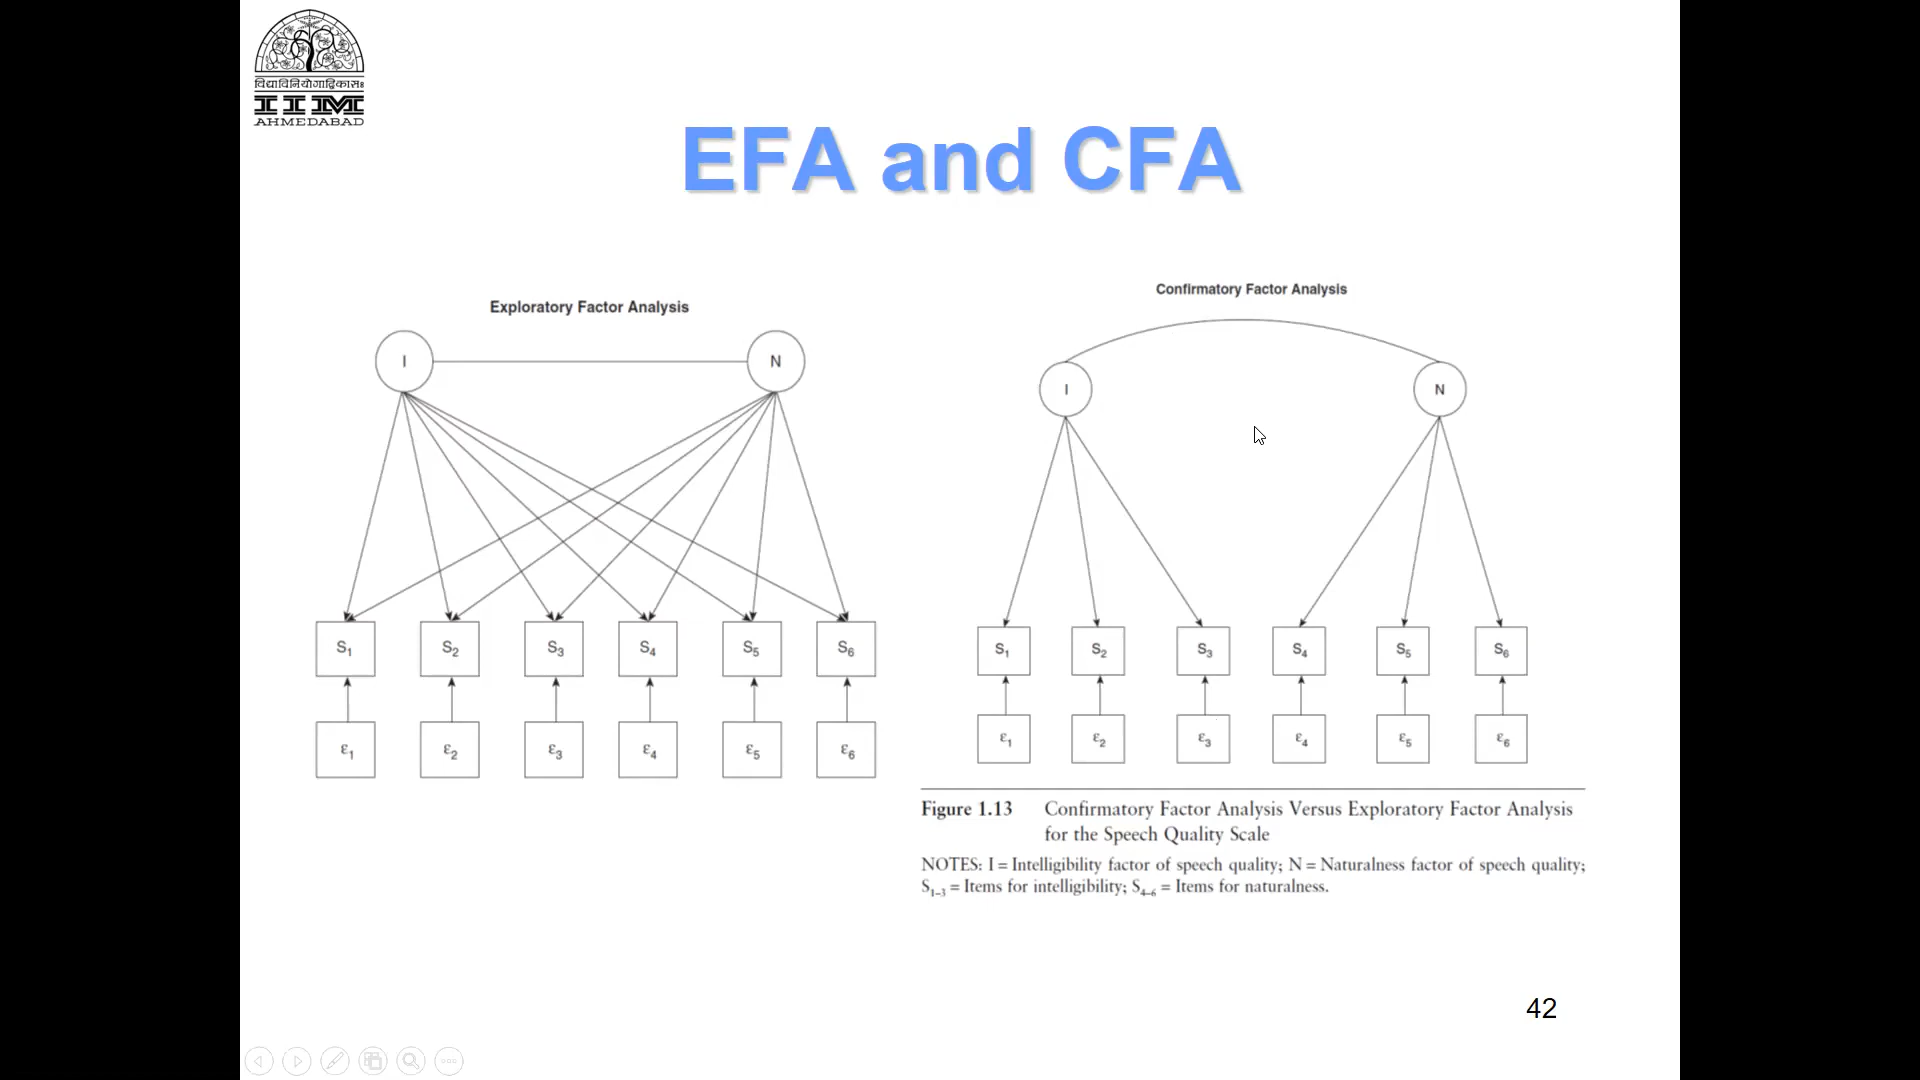 विद्याविनियोगाद्विकासः
IIM
AHMEDABAD
EFA and CFA
Exploratory Factor Analysis
I N
S1 S2 S3 S4 S5 S6
ε1 ε2 ε3 ε4 ε5 ε6
Confirmatory Factor Analysis
I N
S1 S2 S3 S4 S5 S6
ε1 ε2 ε3 ε4 ε5 ε6
Figure 1.13 Confirmatory Factor Analysis Versus Exploratory Factor Analysis
for the Speech Quality Scale
NOTES: I = Intelligibility factor of speech quality; N = Naturalness factor of speech quality;
S1–3 = Items for intelligibility; S4–6 = Items for naturalness.
42